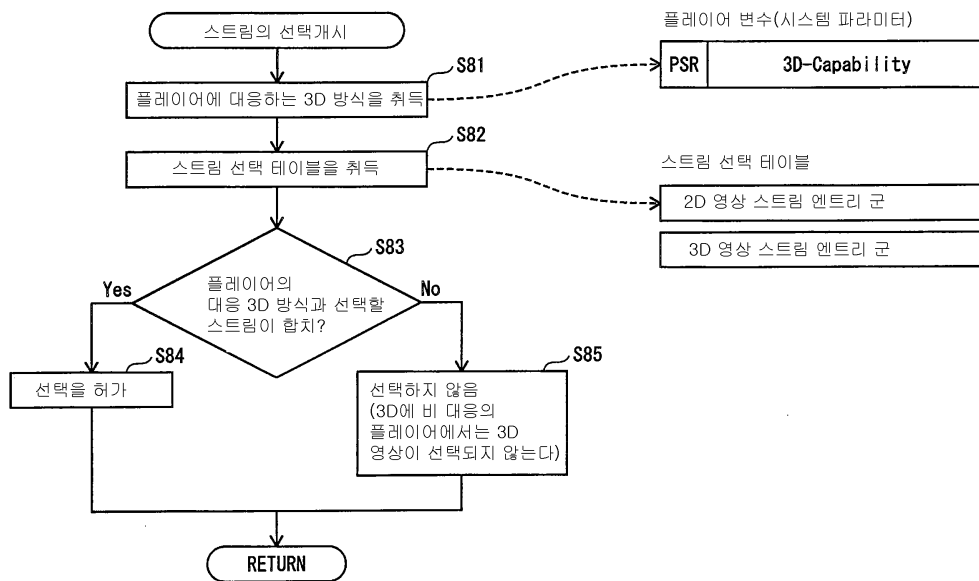 스트림의 선택개시
S81
플레이어에 대응하는 3D 방식을 취득
S82
스트림 선택 테이블을 취득
S83
플레이어의
대응 3D 방식과 선택할
스트림이 합치?
Yes
No
S84
선택을 허가
S85
선택하지 않음
(3D에 비 대응의
플레이어에서는 3D
영상이 선택되지 않는다)
RETURN
플레이어 변수(시스템 파라미터)
PSR 3D-Capability
스트림 선택 테이블
2D 영상 스트림 엔트리 군
3D 영상 스트림 엔트리 군